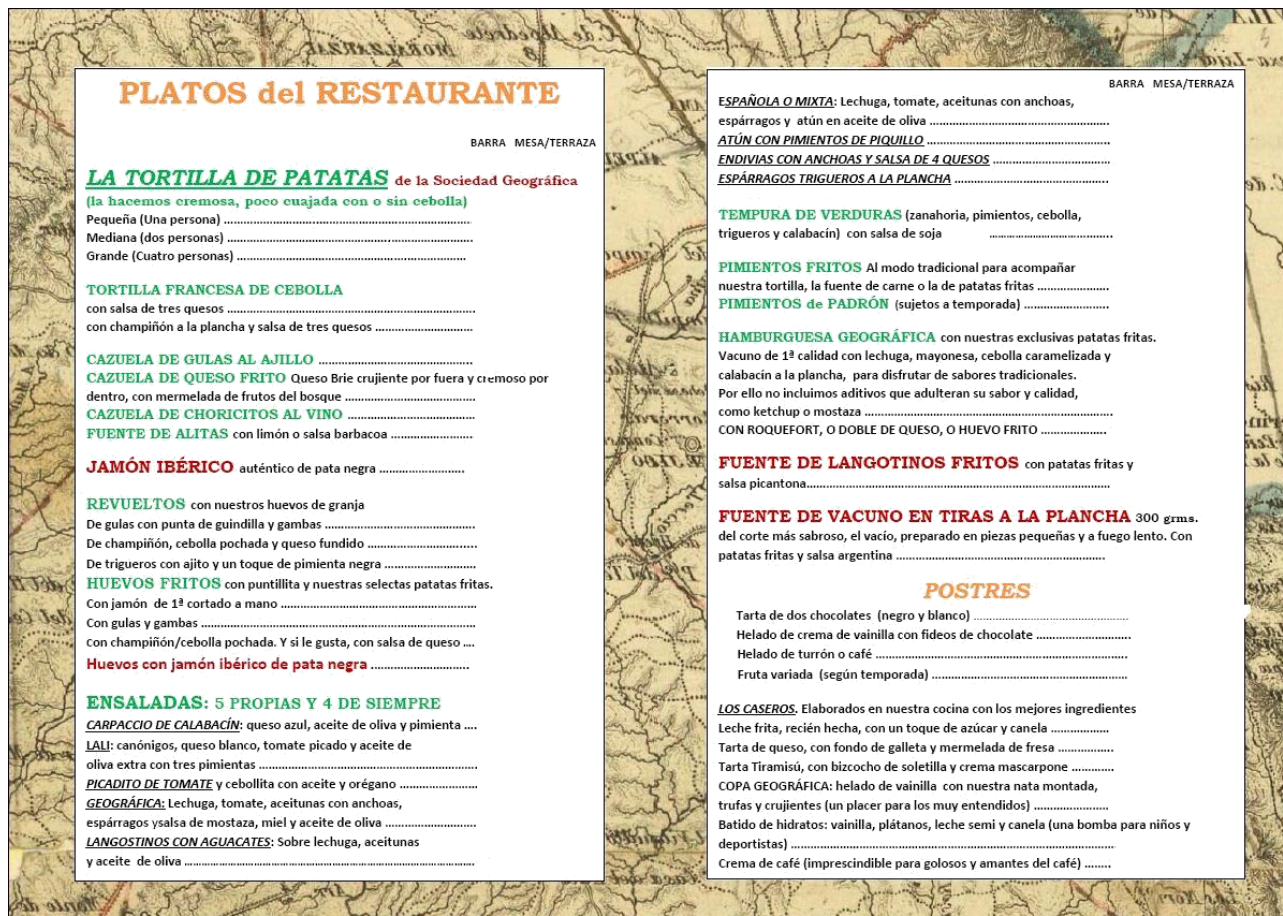 PLATOS del RESTAURANTE
BARRA MESA/TERRAZA
LA TORTILLA DE PATATAS de la Sociedad Geográfica
(la hacemos cremosa, poco cuajada con o sin cebolla)
Pequeña (Una persona) ........................................
Mediana (dos personas) ........................................
Grande (Cuatro personas) ........................................
TORTILLA FRANCESA DE CEBOLLA
con salsa de tres quesos ........................................
con champiñón a la plancha y salsa de tres quesos ....................
CAZUELA DE GULAS AL AJILLO ........................................
CAZUELA DE QUESO FRITO Queso Brie crujiente por fuera y cremoso por
dentro, con mermelada de frutos del bosque ..............................
CAZUELA DE CHORICITOS AL VINO ..............................
FUENTE DE ALITAS con limón o salsa barbacoa ....................
JAMÓN IBÉRICO auténtico de pata negra ....................
REVUELTOS con nuestros huevos de granja
De gulas con punta de guindilla y gambas ..............................
De champiñón, cebolla pochada y queso fundido ....................
De trigueros con ajito y un toque de pimienta negra ....................
HUEVOS FRITOS con puntillita y nuestras selectas patatas fritas.
Con jamón de 1ª cortado a mano ........................................
Con gulas y gambas ........................................
con champiñón/cebolla pochada. Y si le gusta, con salsa de queso ....
Huevos con jamón ibérico de pata negra ....................
ENSALADAS: 5 PROPIAS Y 4 DE SIEMPRE
CARPACCIO DE CALABACÍN: queso azul, aceite de oliva y pimienta ....
LALI: canónigos, queso blanco, tomate picado y aceite de
oliva extra con tres pimientas ........................................
PICADITO DE TOMATE y cebollita con aceite y orégano ....................
GEOGRÁFICA: Lechuga, tomate, aceitunas con anchoas,
espárragos ysalsa de mostaza, miel y aceite de oliva ....................
LANGOSTINOS CON AGUACATES: Sobre lechuga, aceitunas
y aceite de oliva ........................................
BARRA MESA/TERRAZA
ESPAÑOLA O MIXTA: Lechuga, tomate, aceitunas con anchoas,
espárragos y atún en aceite de oliva ........................................
ATÚN CON PIMIENTOS DE PIQUILLO ........................................
ENDIVIAS CON ANCHOAS Y SALSA DE 4 QUESOS ....................
ESPÁRRAGOS TRIGUEROS A LA PLANCHA ..............................
TEMPURA DE VERDURAS (zanahoria, pimientos, cebolla,
trigueros y calabacín) con salsa de soja ..............................
PIMIENTOS FRITOS Al modo tradicional para acompañar
nuestra tortilla, la fuente de carne o la de patatas fritas ..................
PIMIENTOS de PADRÓN (sujetos a temporada) ....................
HAMBURGUESA GEOGRÁFICA con nuestras exclusivas patatas fritas.
Vacuno de 1ª calidad con lechuga, mayonesa, cebolla caramelizada y
calabacín a la plancha, para disfrutar de sabores tradicionales.
Por ello no incluimos aditivos que adulteran su sabor y calidad,
como ketchup o mostaza ........................................
CON ROQUEFORT, O DOBLE DE QUESO, O HUEVO FRITO ..................
FUENTE DE LANGOTINOS FRITOS con patatas fritas y
salsa picantona........................................
FUENTE DE VACUNO EN TIRAS A LA PLANCHA 300 grms.
del corte más sabroso, el vacío, preparado en piezas pequeñas y a fuego lento. Con
patatas fritas y salsa argentina ........................................
POSTRES
Tarta de dos chocolates (negro y blanco) ..............................
Helado de crema de vainilla con fideos de chocolate ....................
Helado de turrón o café ........................................
Fruta variada (según temporada) ........................................
LOS CASEROS. Elaborados en nuestra cocina con los mejores ingredientes
Leche frita, recién hecha, con un toque de azúcar y canela ................
Tarta de queso, con fondo de galleta y mermelada de fresa ...............
Tarta Tiramisú, con bizcocho de soletilla y crema mascarpone ............
COPA GEOGRÁFICA: helado de vainilla con nuestra nata montada,
trufas y crujientes (un placer para los muy entendidos) ....................
Batido de hidratos: vainilla, plátanos, leche semi y canela (una bomba para niños y
deportistas) ........................................
Crema de café (imprescindible para golosos y amantes del café) ........